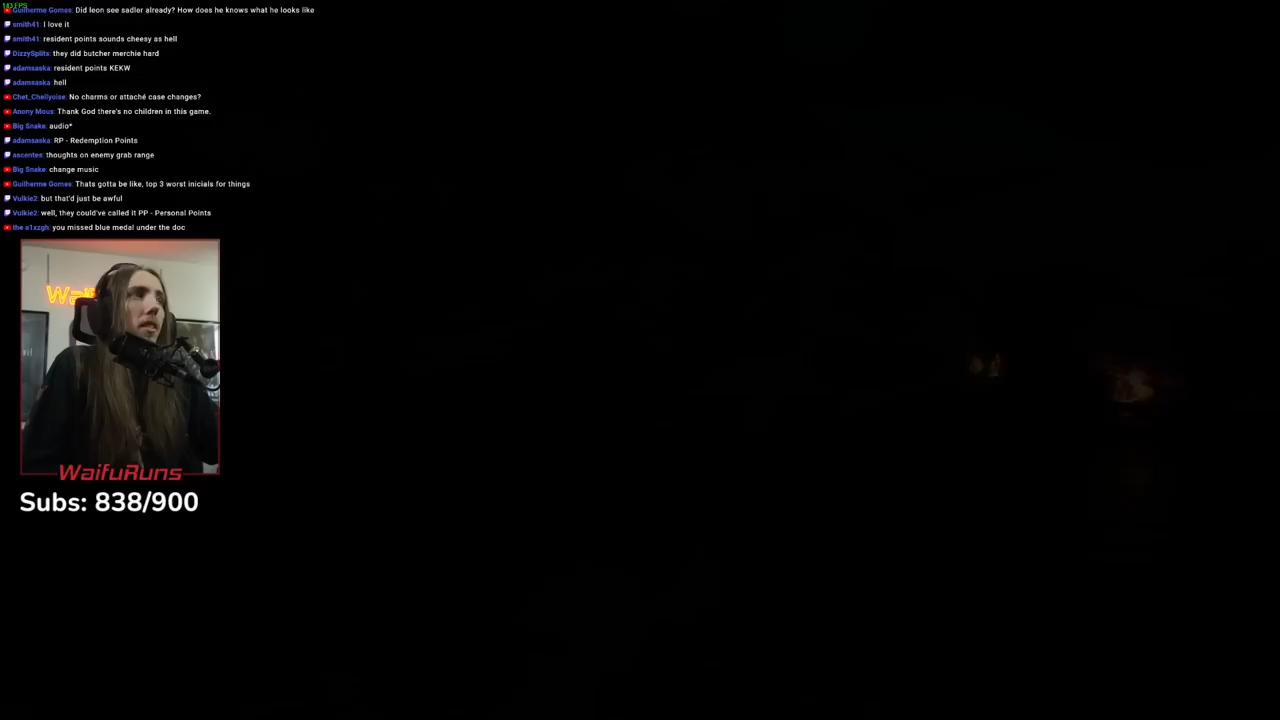 143 FPS
Guilherme Gomes: Did leon see sadler already? How does he knows what he looks like
smith41: I love it
smith41: resident points sounds cheesy as hell
DizzySplits: they did butcher merchie hard
adamsaska: resident points KEKW
adamsaska: hell
Chet_Chellyoise: No charms or attaché case changes?
Anony Mous: Thank God there's no children in this game.
Big Snake: audio*
adamsaska: RP - Redemption Points
ascentes: thoughts on enemy grab range
Big Snake: change music
Guilherme Gomes: Thats gotta be like, top 3 worst inicials for things
Vulkie2: but that'd just be awful
Vulkie2: well, they could've called it PP - Personal Points
the a1xzgh: you missed blue medal under the doc
WaifuRuns
Subs: 838/900